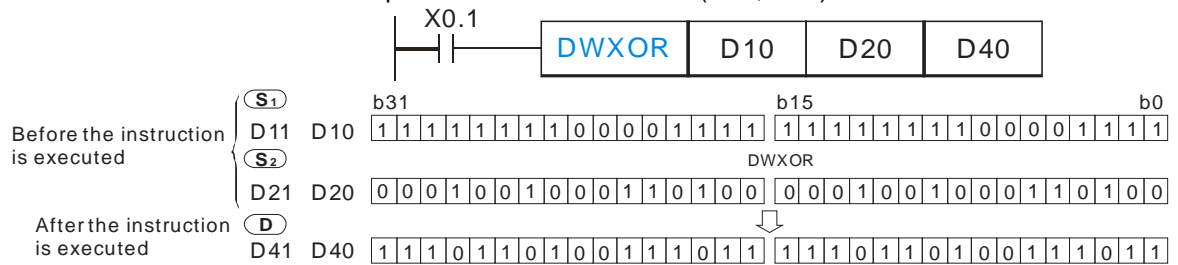 X0.1
DWXOR D10 D20 D40
S1 b31 b15 b0
Before the instruction
is executed
D11 D10 1 1 1 1 1 1 1 1 0 0 0 0 1 1 1 1 1 1 1 1 1 1 1 1 0 0 0 0 1 1 1 1
S2 DWXOR
D21 D20 0 0 0 1 0 0 1 0 0 0 1 1 0 1 0 0 0 0 0 1 0 0 1 0 0 0 1 1 0 1 0 0
After the instruction D
is executed
D41 D40 1 1 1 0 1 1 0 1 0 0 1 1 1 0 1 1 1 1 1 0 1 1 0 1 0 0 1 1 1 0 1 1